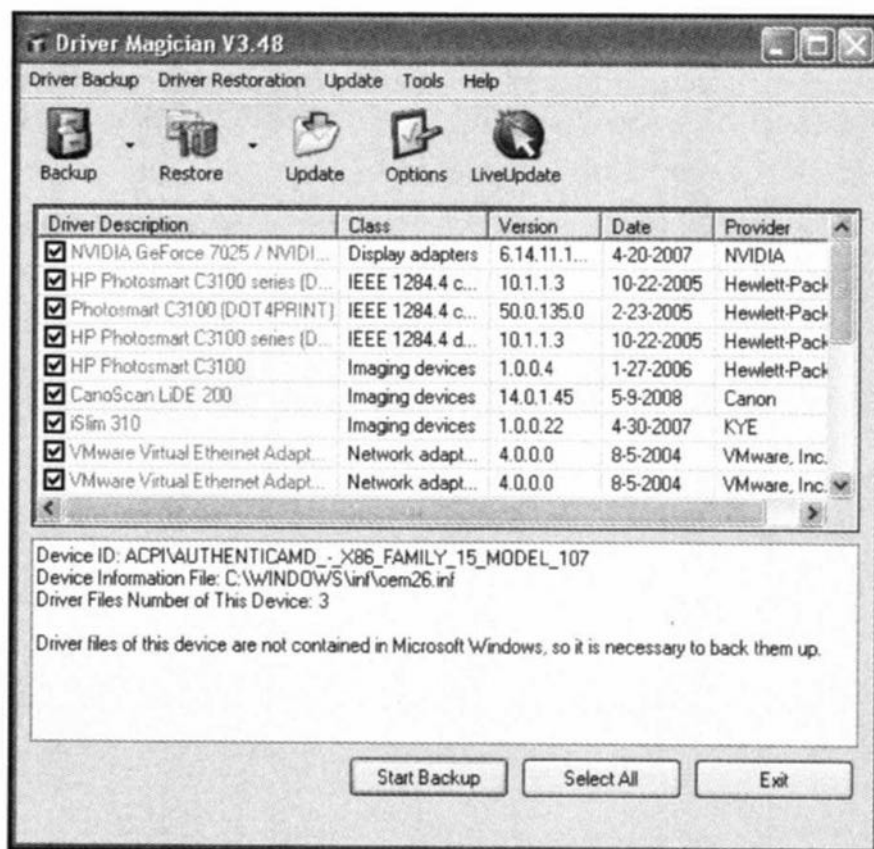 Driver Magician V3.48
Driver Backup Driver Restoration Update Tools Help
Backup Restore Update Options LiveUpdate
Driver Description Class Version Date Provider
NVIDIA GeForce 7025 / NVIDI... Display adapters 6.14.11.1... 4-20-2007 NVIDIA
HP Photosmart C3100 series (D... IEEE 1284.4 c... 10.1.1.3 10-22-2005 Hewlett-Pack
Photosmart C3100 (DOT4PRINT) IEEE 1284.4 c... 50.0.135.0 2-23-2005 Hewlett-Pack
HP Photosmart C3100 series (D... IEEE 1284.4 d... 10.1.1.3 10-22-2005 Hewlett-Pack
HP Photosmart C3100 Imaging devices 1.0.0.4 1-27-2006 Hewlett-Pack
CanoScan LiDE 200 Imaging devices 14.0.1.45 5-9-2008 Canon
iSlim 310 Imaging devices 1.0.0.22 4-30-2007 KYE
VMware Virtual Ethernet Adapt... Network adapt... 4.0.0.0 8-5-2004 VMware, Inc.
VMware Virtual Ethernet Adapt... Network adapt... 4.0.0.0 8-5-2004 VMware, Inc.
Device ID: ACPI\AUTHENTICAMD_-_X86_FAMILY_15_MODEL_107
Device Information File: C:\WINDOWS\inf\oem26.inf
Driver Files Number of This Device: 3
Driver files of this device are not contained in Microsoft Windows, so it is necessary to back them up.
Start Backup Select All Exit